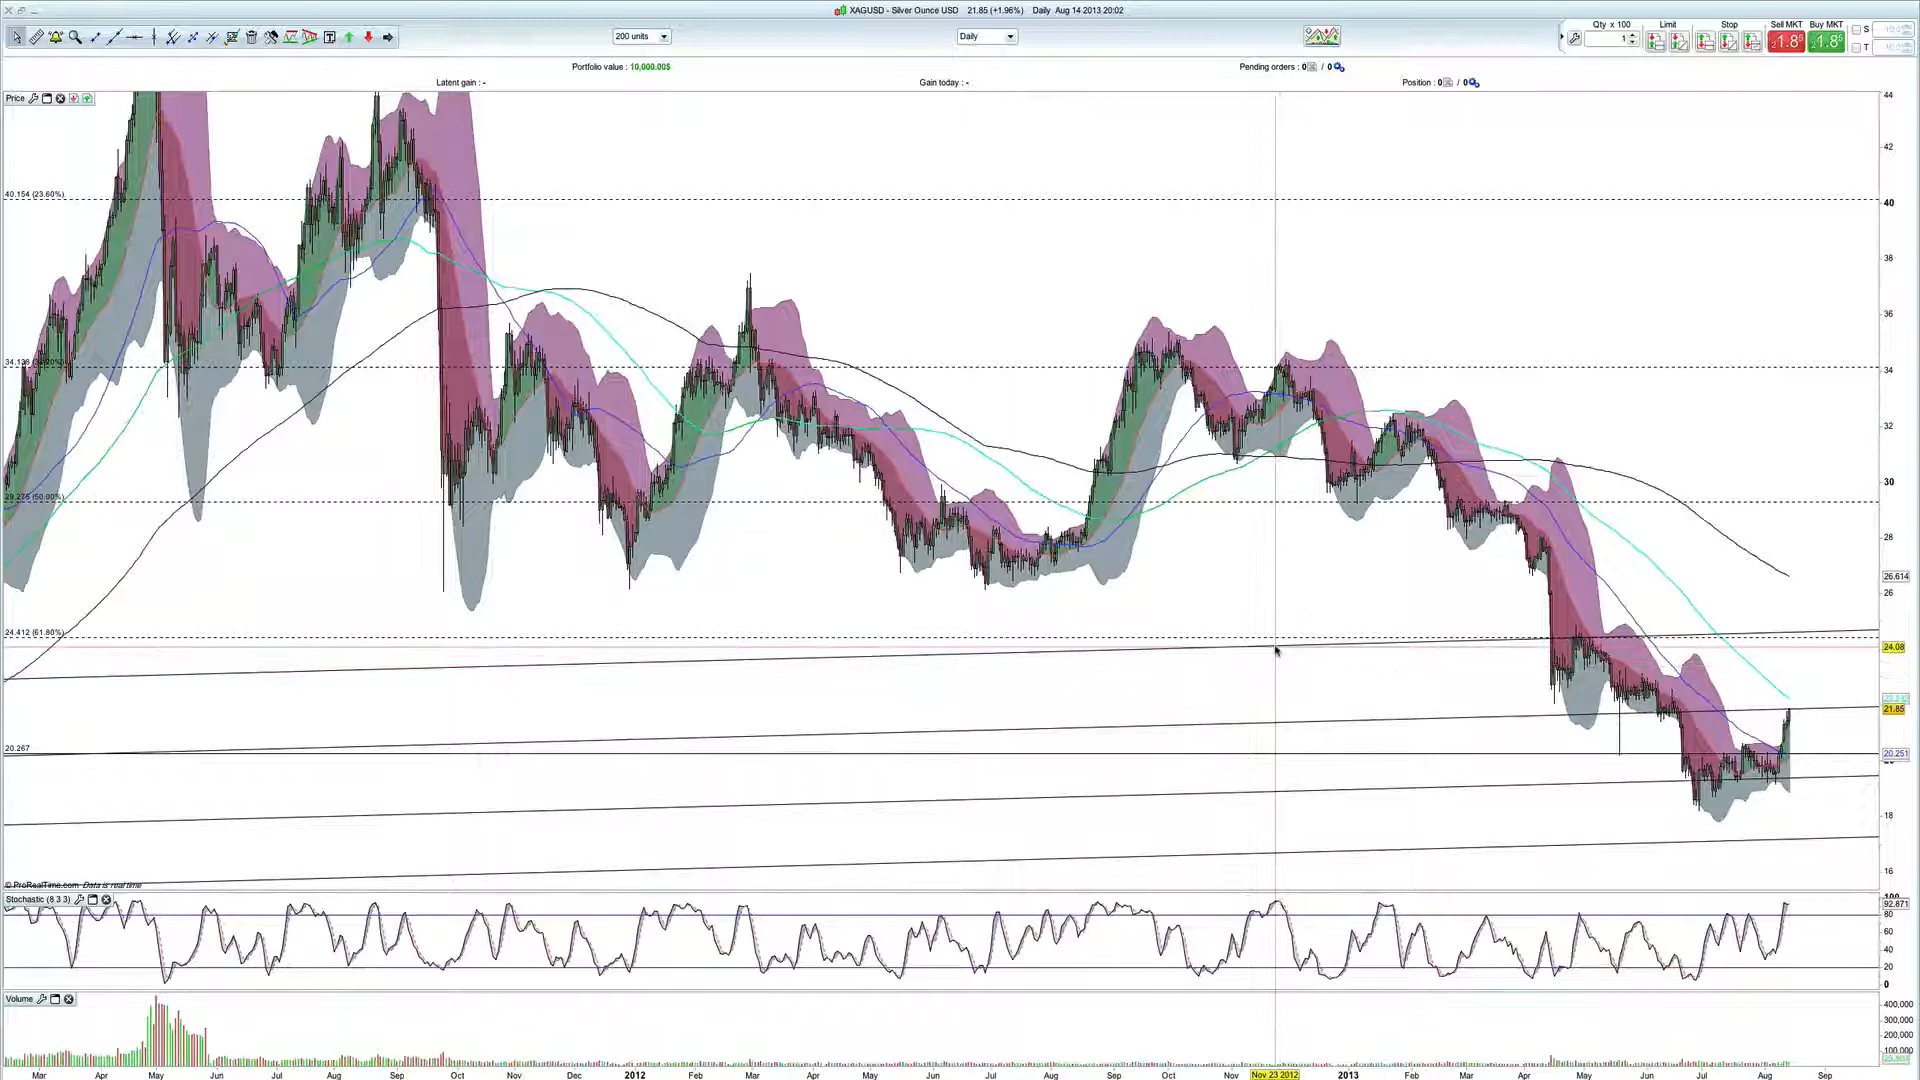 XAGUSD - Silver Ounce USD 21.85 (+1.96%) Daily Aug 14 2013 20:02
200 units
Daily
Qty x 100
Limit
Stop
Sell MKT
Buy MKT
1
S
T
Portfolio value : 10,000.00$
Pending orders : 0 / 0
Latent gain : -
Gain today : -
Position : 0 / 0
Price
44
42
40.154 (23.60%)
40
38
36
34
32
30
29.275 (50.00%)
28
26.614
26
24.412 (61.80%)
24.08
21.85
20.267
20.251
18
16
© ProRealTime.com Data is real time
Stochastic (8 3 3)
100
92.871
80
60
40
20
0
Volume
400,000
300,000
200,000
100,000
Mar Apr May Jun Jul Aug Sep Oct Nov Dec 2012 Feb Mar Apr May Jun Jul Aug Sep Oct Nov Nov 23 2012 2013 Feb Mar Apr May Jun Jul Aug Sep